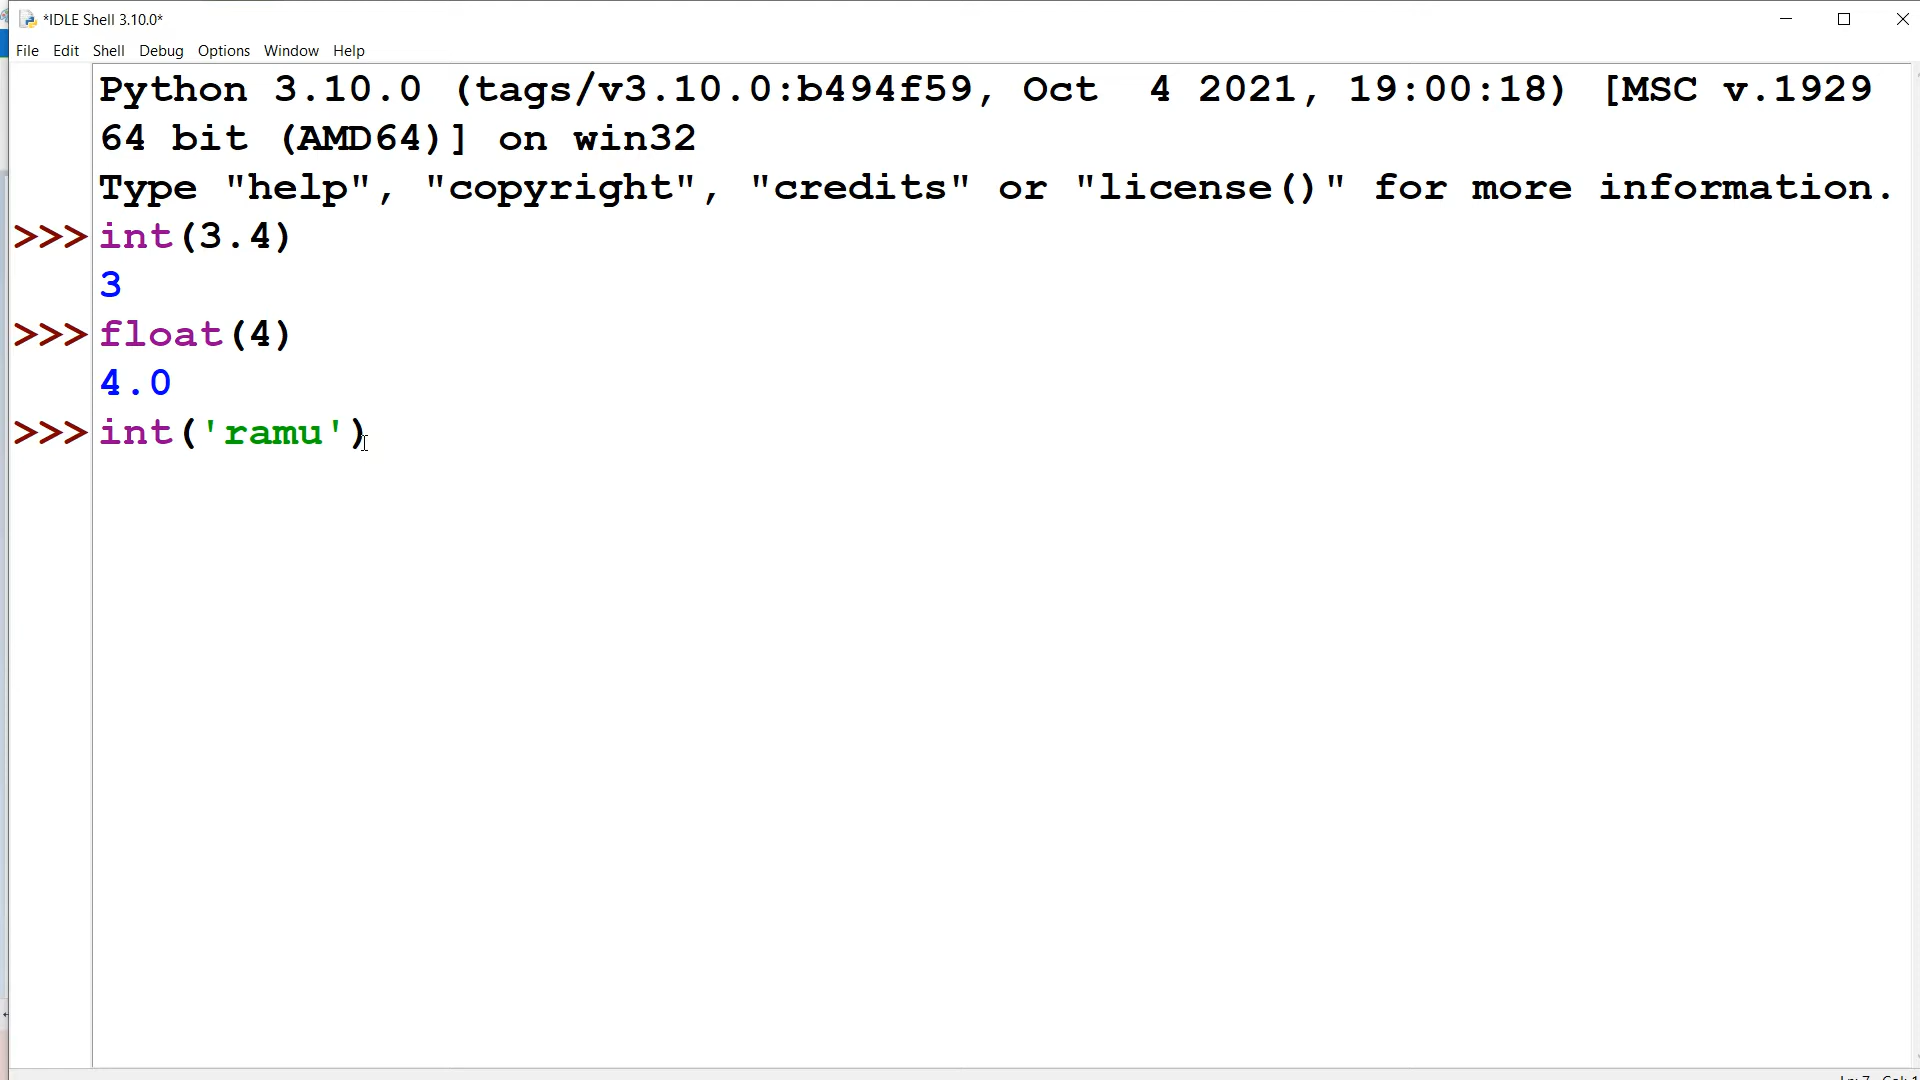 *IDLE Shell 3.10.0*
File Edit Shell Debug Options Window Help
Python 3.10.0 (tags/v3.10.0:b494f59, Oct  4 2021, 19:00:18) [MSC v.1929
64 bit (AMD64)] on win32
Type "help", "copyright", "credits" or "license()" for more information.
>>> int(3.4)
3
>>> float(4)
4.0
>>> int('ramu')